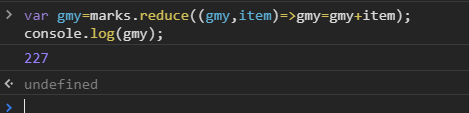 var gmy=marks.reduce((gmy,item)=>gmy=gmy+item);
console.log(gmy);
227
undefined